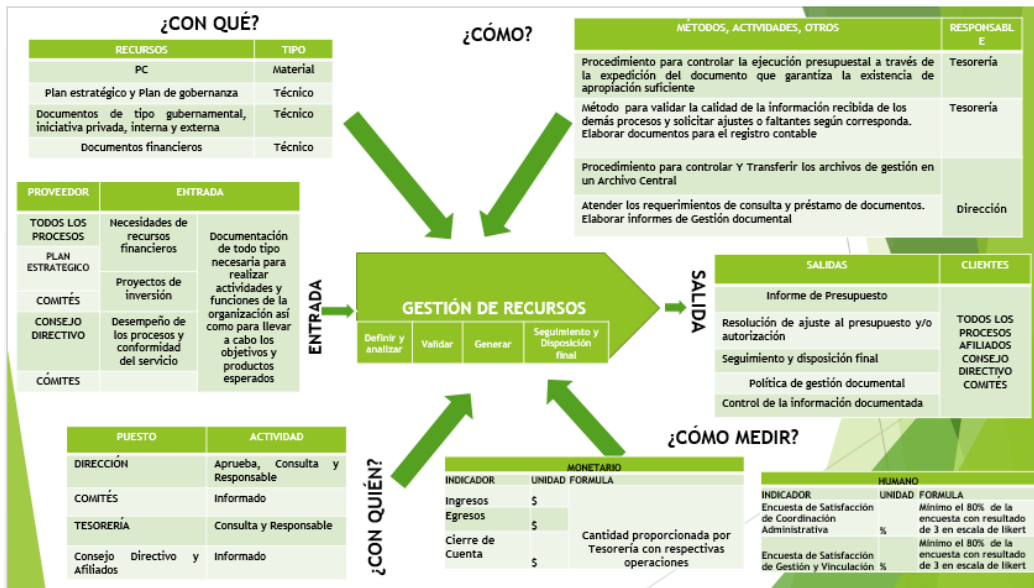 ¿CON QUÉ?
RECURSOS TIPO
PC Material
Plan estratégico y Plan de gobernanza Técnico
Documentos de tipo gubernamental, Técnico
iniciativa privada, interna y externa
Documentos financieros Técnico
¿CÓMO?
MÉTODOS, ACTIVIDADES, OTROS RESPONSABL
E
Procedimiento para controlar la ejecución presupuestal a través de Tesorería
la expedición del documento que garantiza la existencia de
apropiación suficiente
Método para validar la calidad de la información recibida de los Tesorería
demás procesos y solicitar ajustes o faltantes según corresponda.
Elaborar documentos para el registro contable
Procedimiento para controlar Y Transferir los archivos de gestión en
un Archivo Central
Atender los requerimientos de consulta y préstamo de documentos. Dirección
Elaborar informes de Gestión documental
PROVEEDOR ENTRADA
TODOS LOS
PROCESOS
PLAN
ESTRATEGICO
COMITÉS
CONSEJO
DIRECTIVO
CÓMITES
Necesidades de
recursos
financieros
Proyectos de
inversión
Desempeño de
los procesos y
conformidad
del servicio
Documentación
de todo tipo
necesaria para
realizar
actividades y
funciones de la
organización así
como para llevar
a cabo los
objetivos y
productos
esperados
ENTRADA
GESTIÓN DE RECURSOS
Definir y
analizar
Validar
Generar
Seguimiento y
Disposición
final
SALIDA
SALIDAS CLIENTES
Informe de Presupuesto
Resolución de ajuste al presupuesto y/o
autorización
Seguimiento y disposición final
Política de gestión documental
Control de la información documentada
TODOS LOS
PROCESOS
AFILIADOS
CONSEJO
DIRECTIVO
COMITÉS
PUESTO ACTIVIDAD
DIRECCIÓN Aprueba, Consulta y
Responsable
COMITÉS Informado
TESORERÍA Consulta y Responsable
Consejo Directivo y Informado
Afiliados
¿CON QUIÉN?
¿CÓMO MEDIR?
MONETARIO
INDICADOR UNIDAD FORMULA
Ingresos $
Egresos $
Cierre de
Cuenta $
Cantidad proporcionada por
Tesorería con respectivas
operaciones
HUMANO
INDICADOR UNIDAD FORMULA
Encuesta de Satisfacción
de Coordinación
Administrativa %
Mínimo el 80% de la
encuesta con resultado
de 3 en escala de likert
Encuesta de Satisfacción
de Gestión y Vinculación %
Mínimo el 80% de la
encuesta con resultado
de 3 en escala de likert